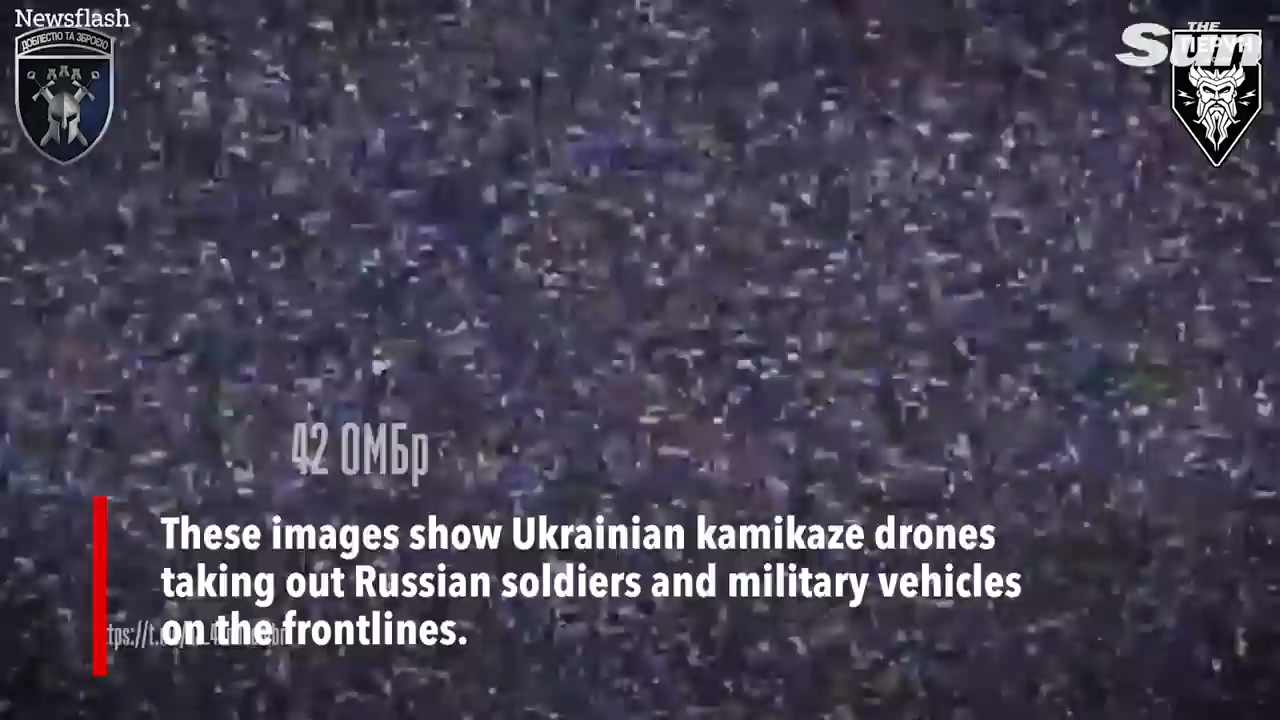 Newsflash
ДОБЛЕСТЮ ТА ЗБРОЄЮ
THE
Sun
ПЕРУН
42 ОМБр
These images show Ukrainian kamikaze drones
taking out Russian soldiers and military vehicles
on the frontlines.